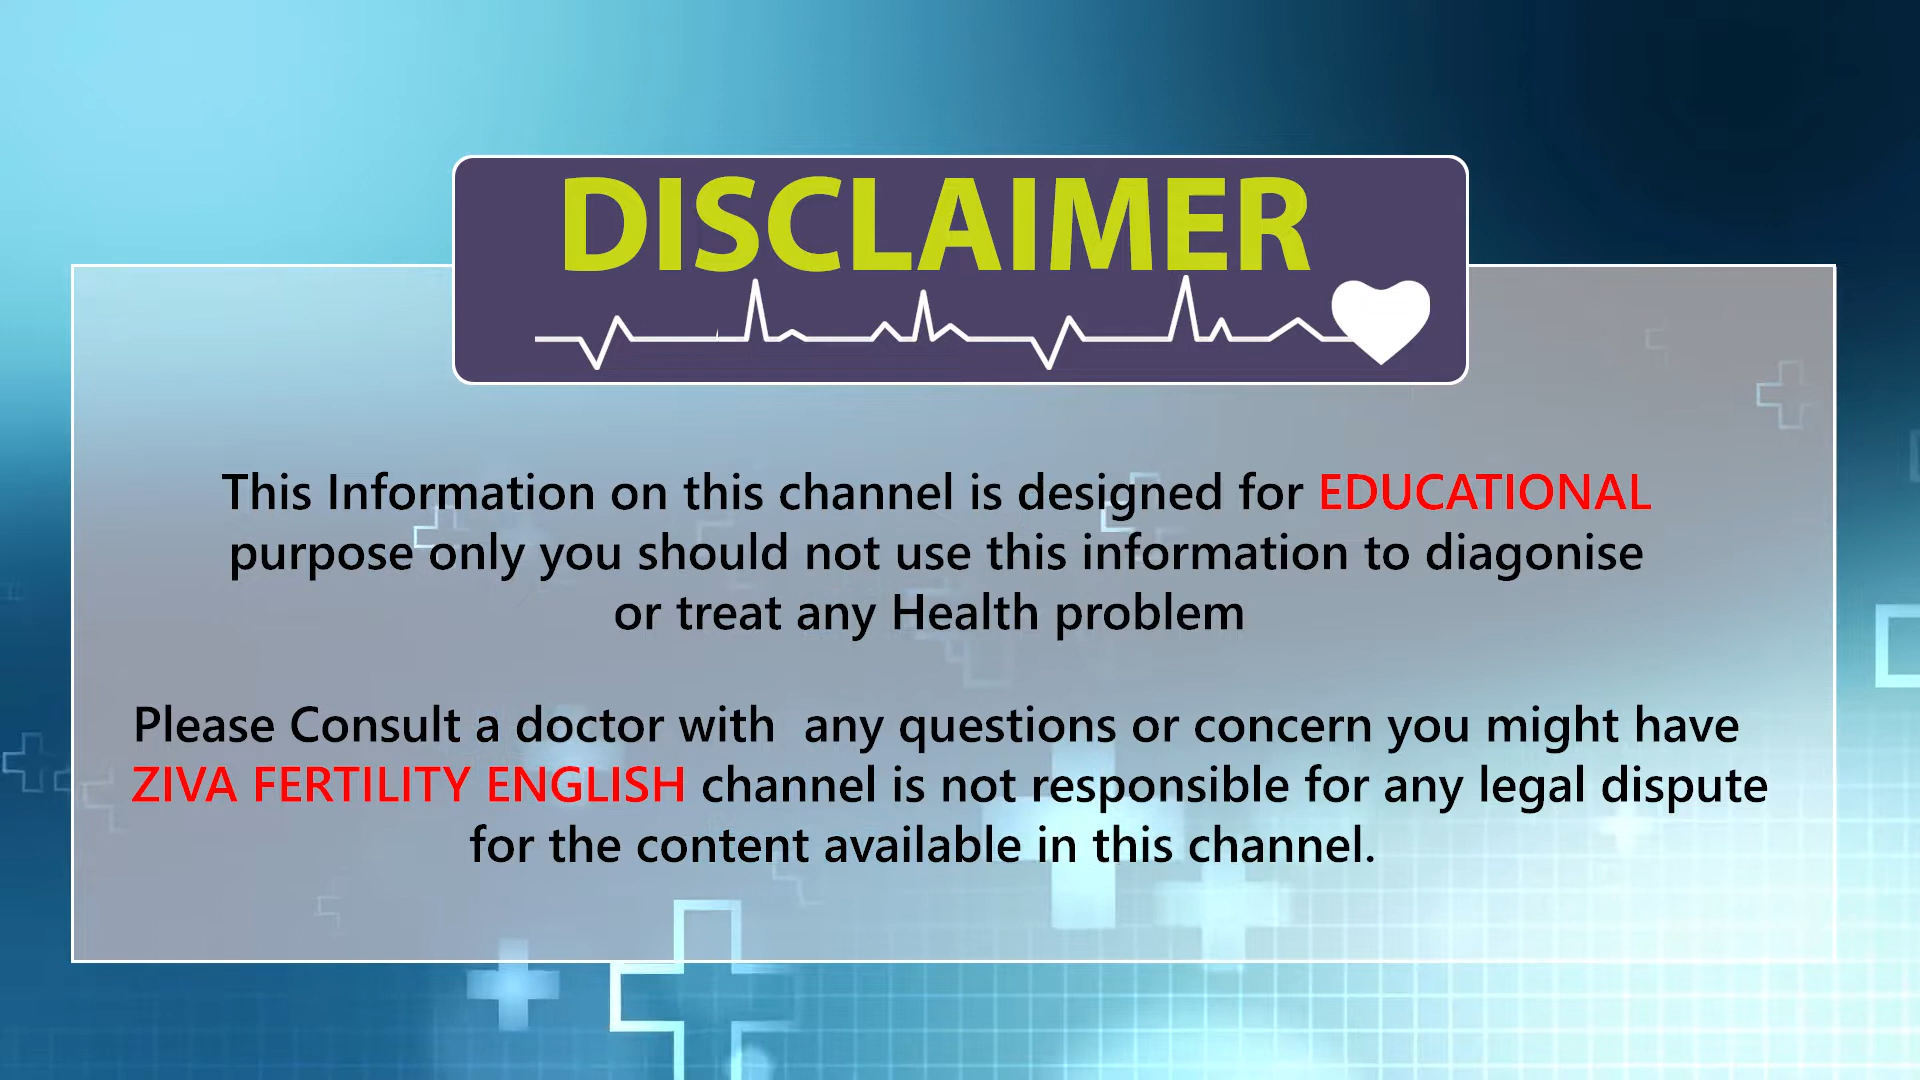 DISCLAIMER
This Information on this channel is designed for EDUCATIONAL
purpose only you should not use this information to diagonise
or treat any Health problem
Please Consult a doctor with  any questions or concern you might have
ZIVA FERTILITY ENGLISH channel is not responsible for any legal dispute
for the content available in this channel.